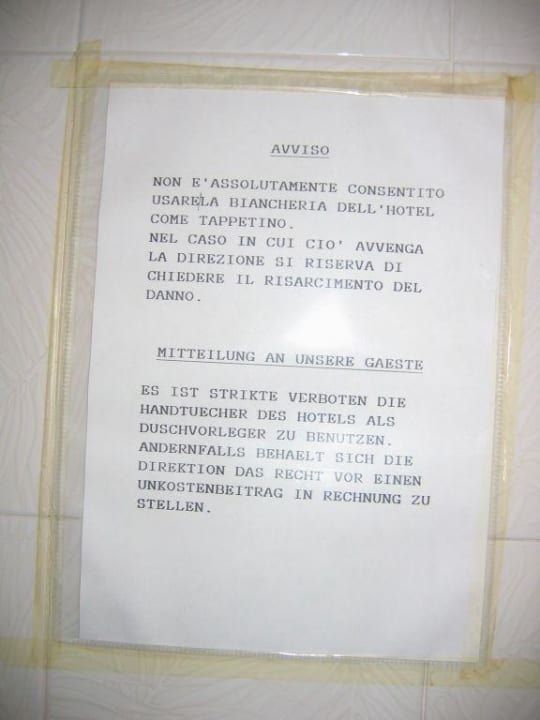 AVVISO
NON E'ASSOLUTAMENTE CONSENTITO
USARELA BIANCHERIA DELL'HOTEL
COME TAPPETINO.
NEL CASO IN CUI CIO' AVVENGA
LA DIREZIONE SI RISERVA DI
CHIEDERE IL RISARCIMENTO DEL
DANNO.
MITTEILUNG AN UNSERE GAESTE
ES IST STRIKTE VERBOTEN DIE
HANDTUECHER DES HOTELS ALS
DUSCHVORLEGER ZU BENUTZEN.
ANDERNFALLS BEHAELT SICH DIE
DIREKTION DAS RECHT VOR EINEN
UNKOSTENBEITRAG IN RECHNUNG ZU
STELLEN.